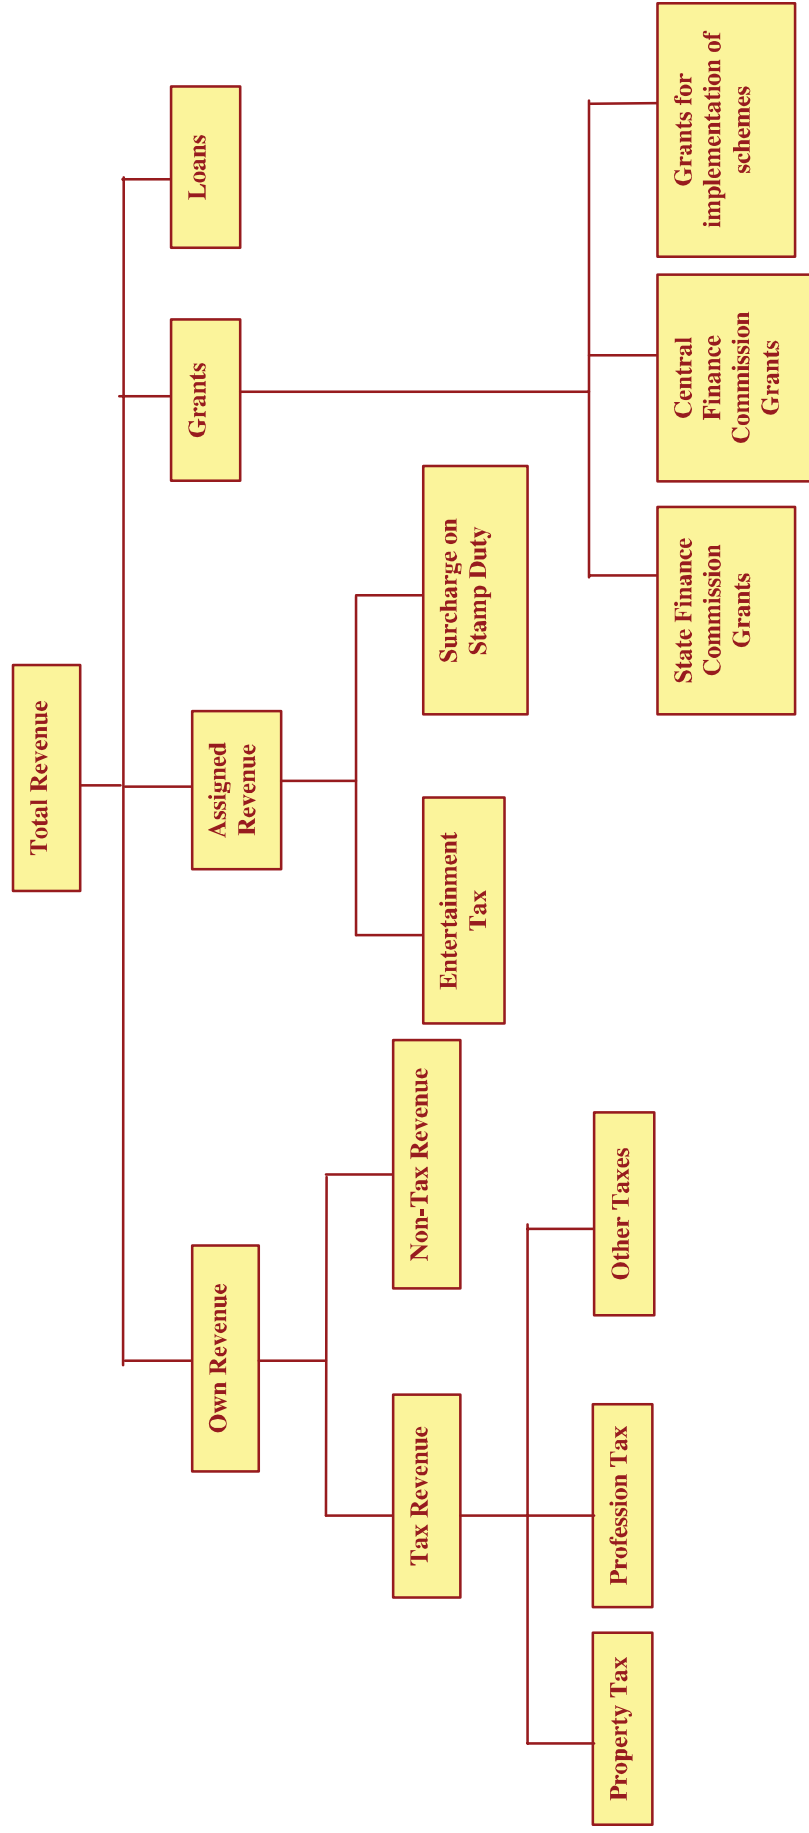 Total Revenue
Own Revenue
Assigned
Revenue
Grants
Loans
Tax Revenue
Non-Tax Revenue
Entertainment
Tax
Surcharge on
Stamp Duty
Property Tax
Profession Tax
Other Taxes
State Finance
Commission
Grants
Central
Finance
Commission
Grants
Grants for
implementation of
schemes